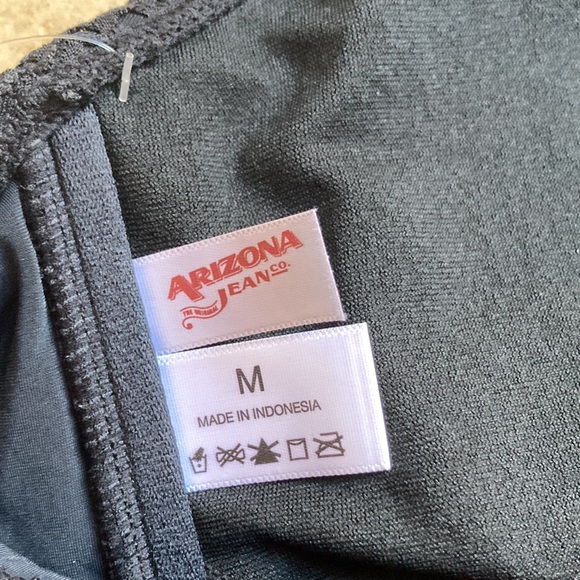 ARIZONA
JEAN CO.
THE ORIGINAL
M
MADE IN INDONESIA